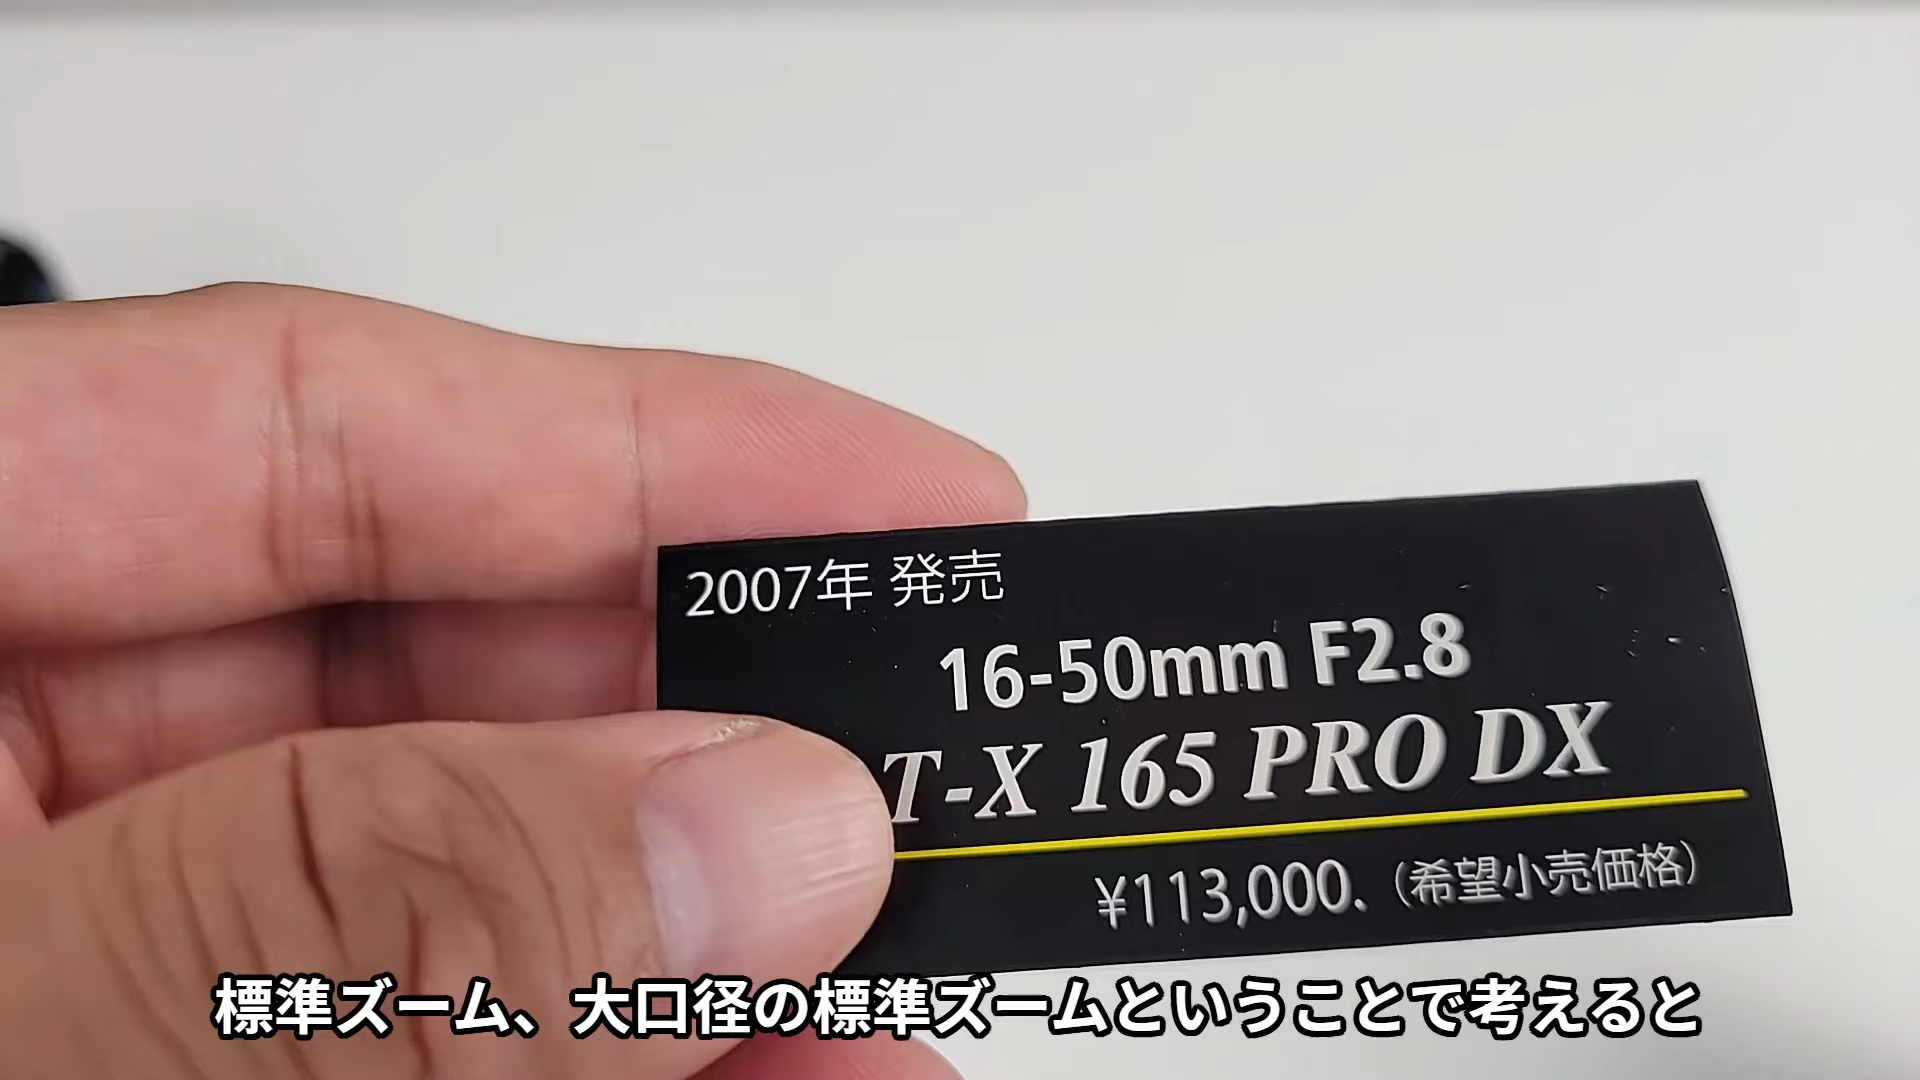 2007年 発売
16-50mm F2.8
T-X 165 PRO DX
¥113,000.（希望小売価格）
標準ズーム、大口径の標準ズームということで考えると